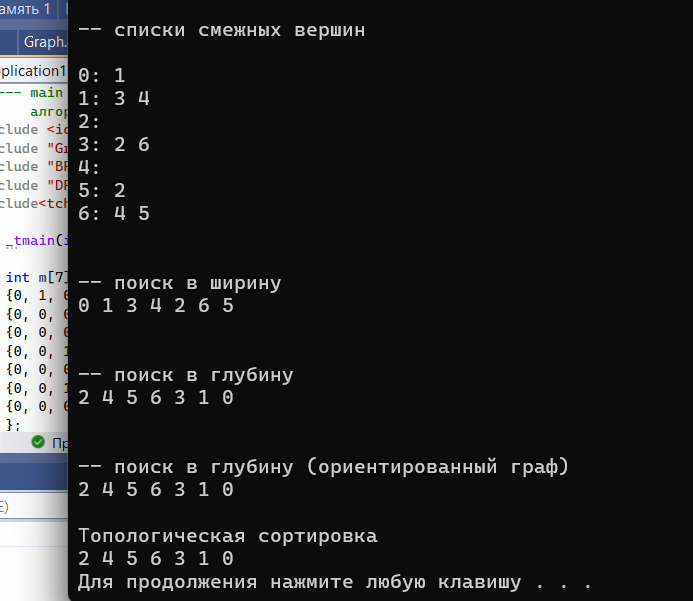 амять 1
Graph.
plication1
--- main
алгор
clude <io
clude "G
clude "B
clude "D
clude<tch
_tmain(i
int m[7]
{0, 1, 0
{0, 0, 0
{0, 0, 0
{0, 0, 1
{0, 0, 0
{0, 0, 1
{0, 0, 0
};
-- списки смежных вершин
0: 1
1: 3 4
2:
3: 2 6
4:
5: 2
6: 4 5
-- поиск в ширину
0 1 3 4 2 6 5
-- поиск в глубину
2 4 5 6 3 1 0
-- поиск в глубину (ориентированный граф)
2 4 5 6 3 1 0
Топологическая сортировка
2 4 5 6 3 1 0
Для продолжения нажмите любую клавишу . . .